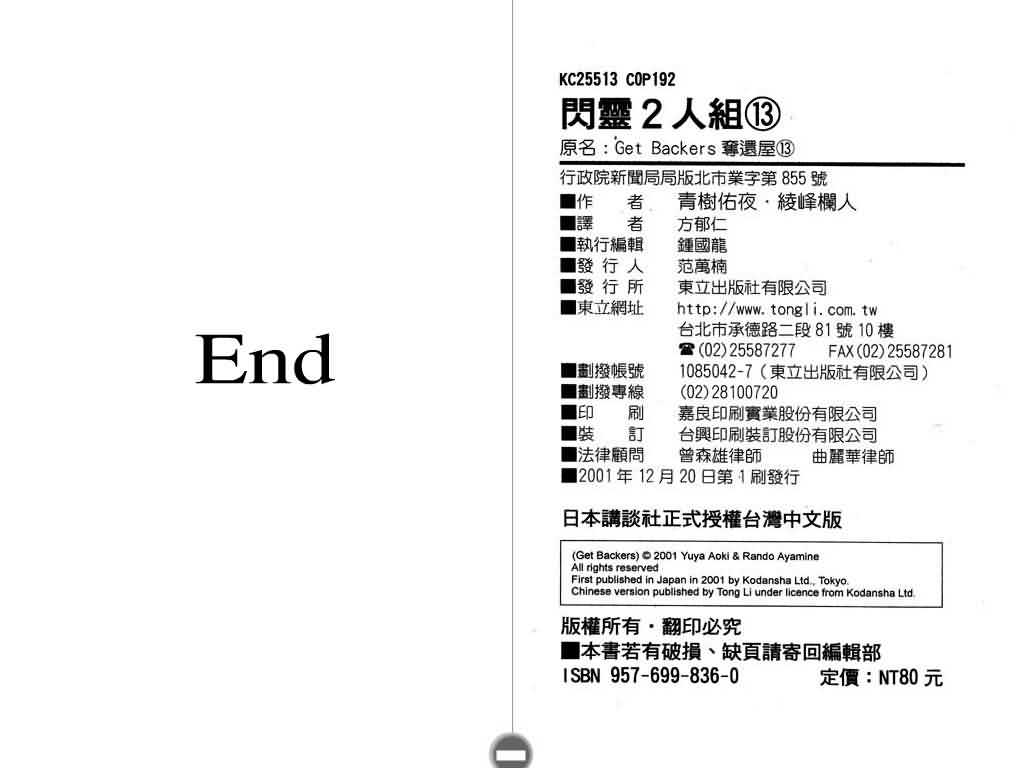 End
KC25513 COP192
閃靈2人組⑬
原名：Get Backers 奪還屋⑬
行政院新聞局局版北市業字第 855 號
■作　者　青樹佑夜．綾峰欄人
■譯　者　方郁仁
■執行編輯　鍾國龍
■發 行 人　范萬楠
■發 行 所　東立出版社有限公司
■東立網址　http://www.tongli.com.tw
台北市承德路二段 81 號 10 樓
☎(02)25587277　FAX(02)25587281
■劃撥帳號　1085042-7（東立出版社有限公司）
■劃撥專線　(02)28100720
■印　刷　嘉良印刷實業股份有限公司
■裝　訂　台興印刷裝訂股份有限公司
■法律顧問　曾森雄律師　曲麗華律師
■2001 年 12 月 20 日第 1 刷發行
日本講談社正式授權台灣中文版
(Get Backers) © 2001 Yuya Aoki & Rando Ayamine
All rights reserved
First published in Japan in 2001 by Kodansha Ltd., Tokyo.
Chinese version published by Tong Li under licence from Kodansha Ltd.
版權所有．翻印必究
■本書若有破損、缺頁請寄回編輯部
ISBN 957-699-836-0　定價：NT80 元